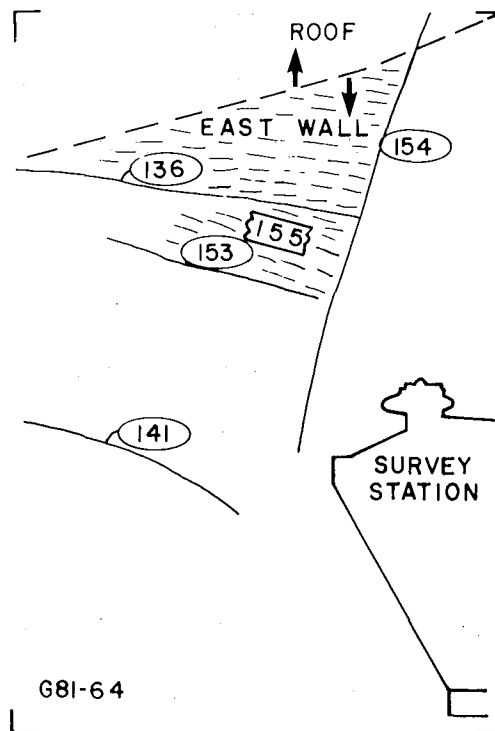 ROOF
EAST WALL
154
136
155
153
141
SURVEY
STATION
G81-64